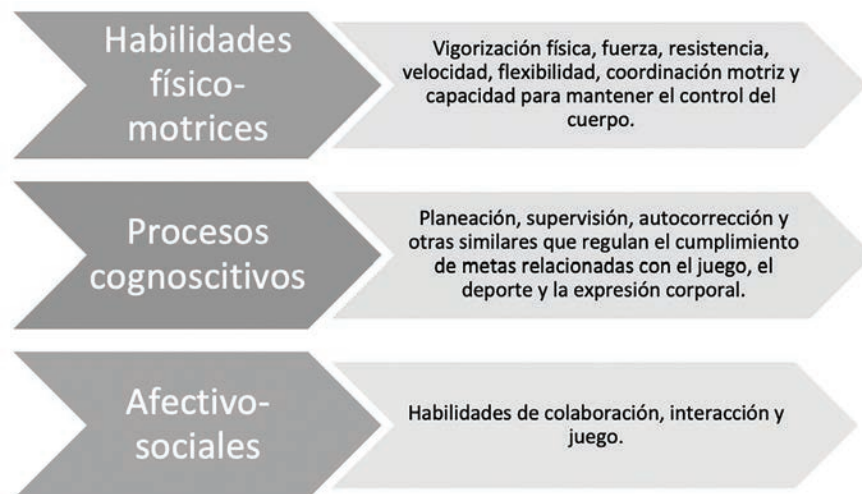 Habilidades
físico-
motrices
Vigorización física, fuerza, resistencia,
velocidad, flexibilidad, coordinación motriz y
capacidad para mantener el control del
cuerpo.
Procesos
cognoscitivos
Planeación, supervisión, autocorrección y
otras similares que regulan el cumplimiento
de metas relacionadas con el juego, el
deporte y la expresión corporal.
Afectivo-
sociales
Habilidades de colaboración, interacción y
juego.